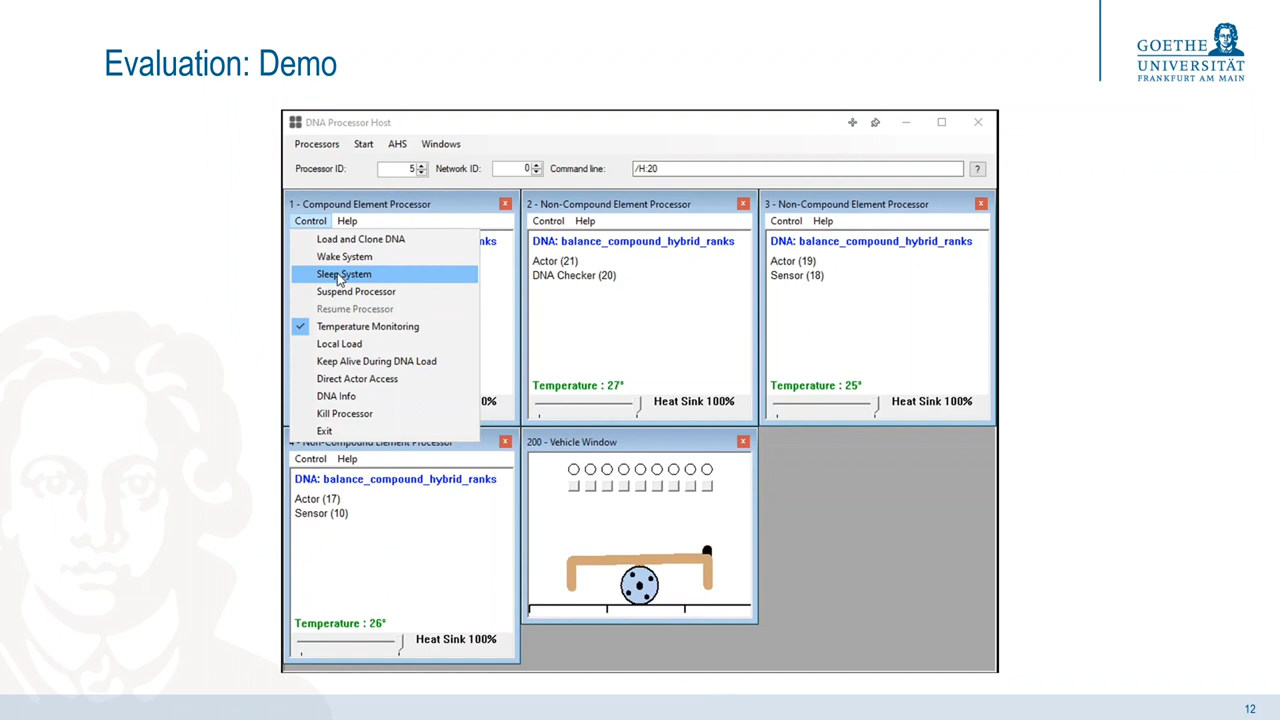 Evaluation: Demo
GOETHE
UNIVERSITÄT
FRANKFURT AM MAIN
DNA Processor Host
Processors Start AHS Windows
Processor ID: 5 Network ID: 0 Command line: /H:20 ?
1 - Compound Element Processor
Control Help
nks
Load and Clone DNA
Wake System
Sleep System
Suspend Processor
Resume Processor
Temperature Monitoring
Local Load
Keep Alive During DNA Load
Direct Actor Access
DNA Info
Kill Processor
Exit
0%
2 - Non-Compound Element Processor
Control Help
DNA: balance_compound_hybrid_ranks
Actor (21)
DNA Checker (20)
Temperature : 27°
Heat Sink 100%
3 - Non-Compound Element Processor
Control Help
DNA: balance_compound_hybrid_ranks
Actor (19)
Sensor (18)
Temperature : 25°
Heat Sink 100%
4 - Non-Compound Element Processor
Control Help
DNA: balance_compound_hybrid_ranks
Actor (17)
Sensor (10)
Temperature : 26°
Heat Sink 100%
200 - Vehicle Window
12